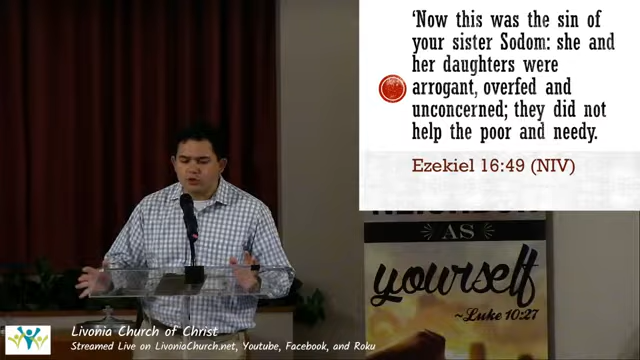 ‘Now this was the sin of
your sister Sodom: she and
her daughters were
arrogant, overfed and
unconcerned; they did not
help the poor and needy.
Ezekiel 16:49 (NIV)
AS
yourself
~Luke 10:27
Livonia Church of Christ
Streamed Live on LivoniaChurch.net, Youtube, Facebook, and Roku